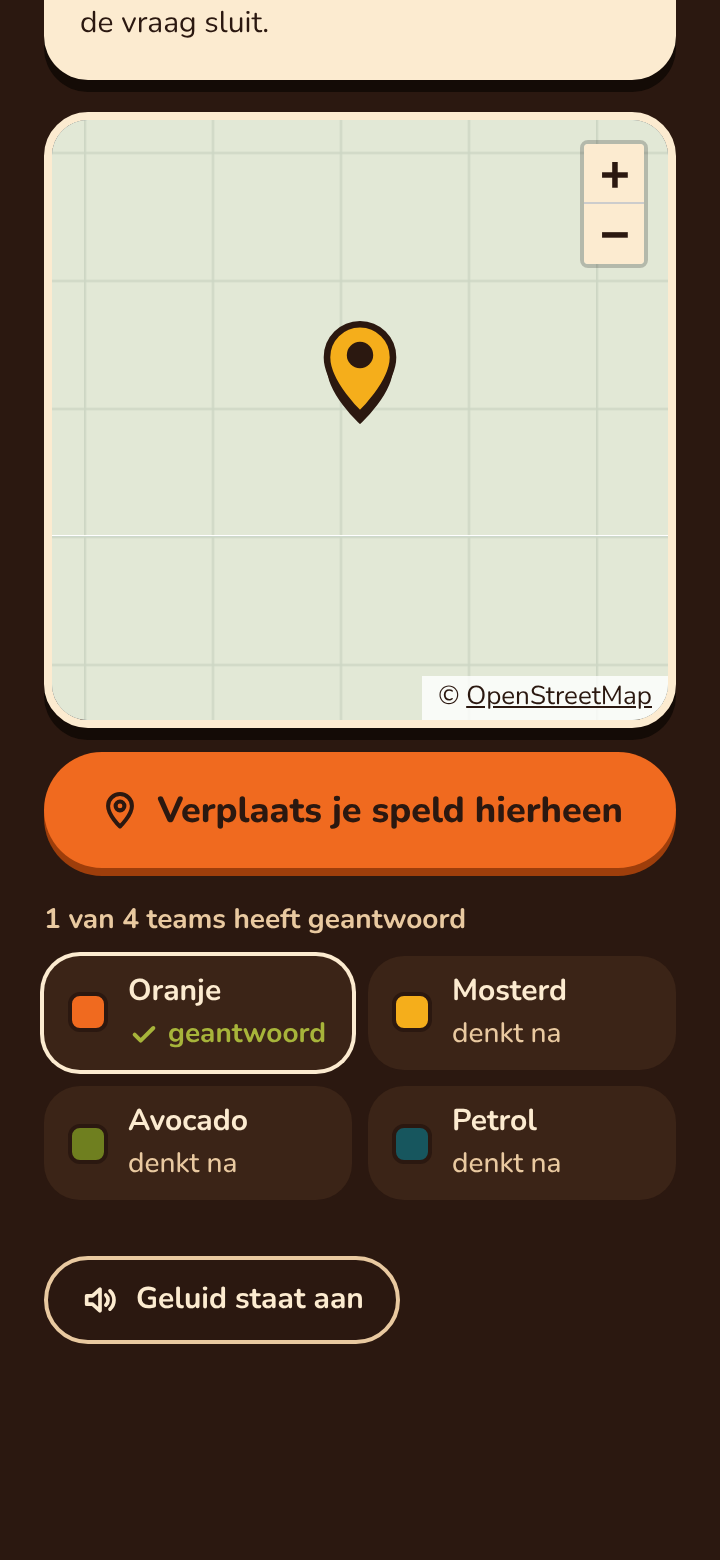 de vraag sluit.
+
−
© OpenStreetMap
Verplaats je speld hierheen
1 van 4 teams heeft geantwoord
Oranje
geantwoord
Mosterd
denkt na
Avocado
denkt na
Petrol
denkt na
Geluid staat aan